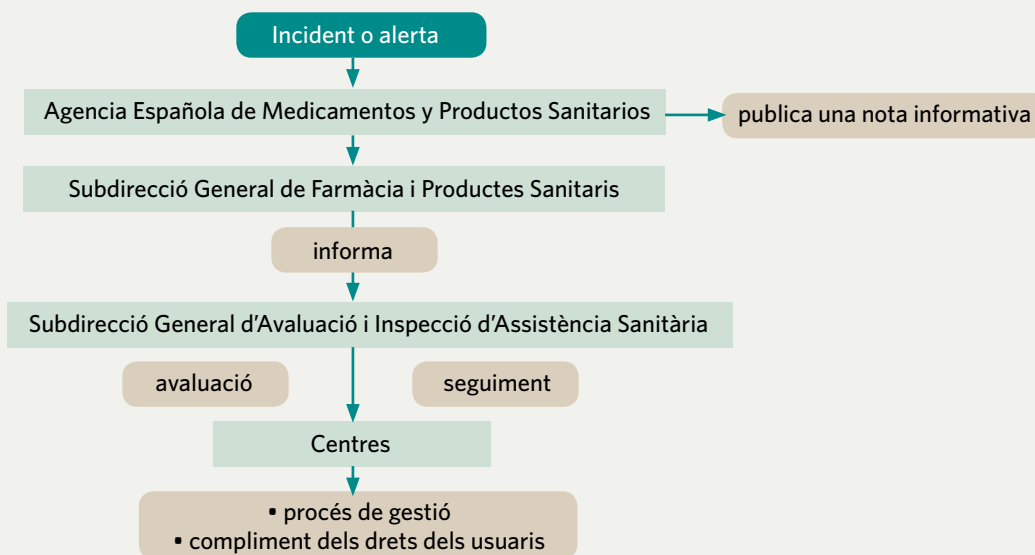 Incident o alerta
Agencia Española de Medicamentos y Productos Sanitarios
publica una nota informativa
Subdirecció General de Farmàcia i Productes Sanitaris
informa
Subdirecció General d'Avaluació i Inspecció d'Assistència Sanitària
avaluació
seguiment
Centres
▪ procés de gestió
▪ compliment dels drets dels usuaris